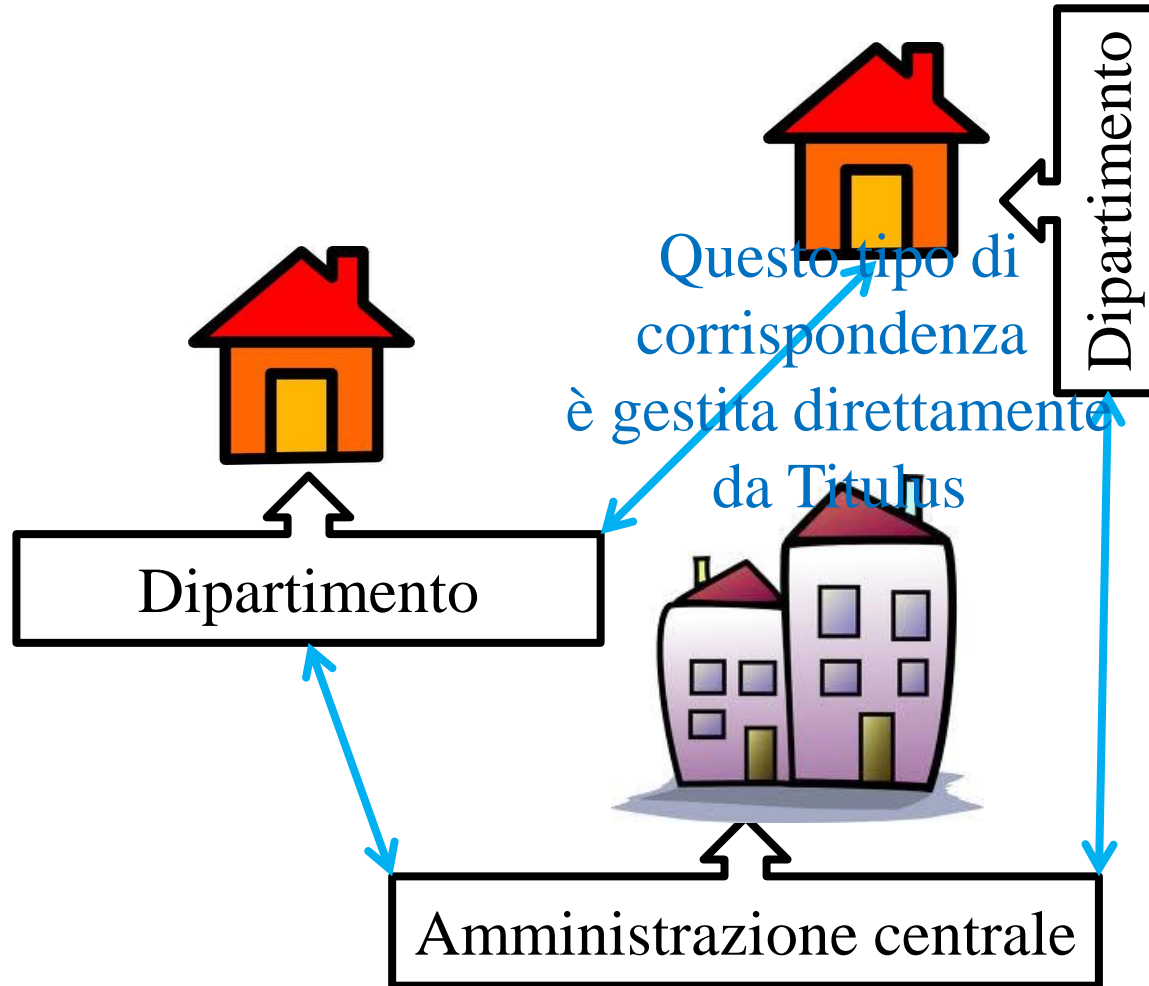 Dipartimento
Questo tipo di
corrispondenza
è gestita direttamente
da Titulus
Dipartimento
Amministrazione centrale